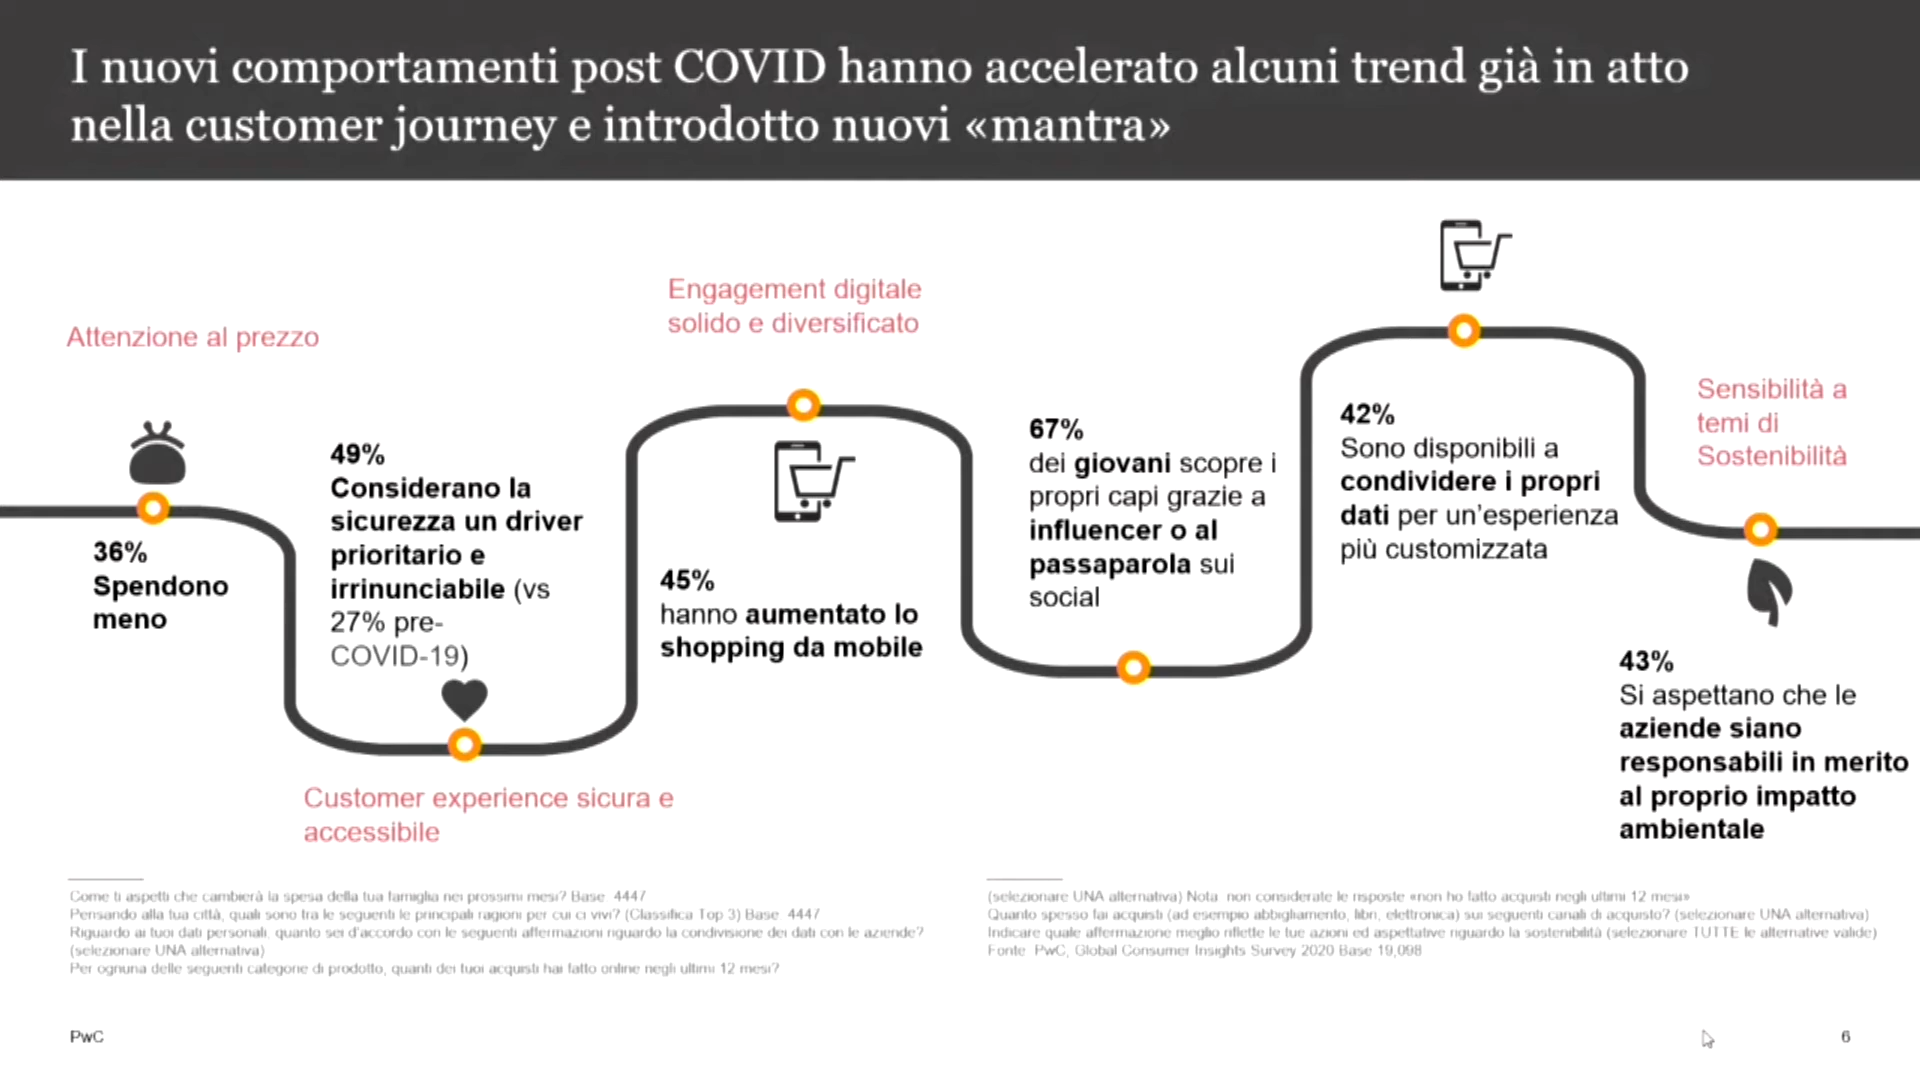 I nuovi comportamenti post COVID hanno accelerato alcuni trend già in atto
nella customer journey e introdotto nuovi «mantra»
Attenzione al prezzo
36%
Spendono
meno
49%
Considerano la
sicurezza un driver
prioritario e
irrinunciabile (vs
27% pre-
COVID-19)
Customer experience sicura e
accessibile
Engagement digitale
solido e diversificato
45%
hanno aumentato lo
shopping da mobile
67%
dei giovani scopre i
propri capi grazie a
influencer o al
passaparola sui
social
42%
Sono disponibili a
condividere i propri
dati per un'esperienza
più customizzata
Sensibilità a
temi di
Sostenibilità
43%
Si aspettano che le
aziende siano
responsabili in merito
al proprio impatto
ambientale
Come ti aspetti che cambierà la spesa della tua famiglia nei prossimi mesi? Base 4447
Pensando alla tua città, quali sono tra le seguenti le principali ragioni per cui ci vivi? (Classifica Top 3) Base 4447
Riguardo ai tuoi dati personali, quanto sei d'accordo con le seguenti affermazioni riguardo la condivisione dei dati con le aziende?
(selezionare UNA alternativa)
Per ognuna delle seguenti categorie di prodotto, quanti dei tuoi acquisti hai fatto online negli ultimi 12 mesi?
(selezionare UNA alternativa) Nota non considerate le risposte «non ho fatto acquisti negli ultimi 12 mesi»
Quanto spesso fai acquisti (ad esempio abbigliamento, libri, elettronica) sui seguenti canali di acquisto? (selezionare UNA alternativa)
Indicare quale affermazione meglio riflette le tue azioni ed aspettative riguardo la sostenibilità (selezionare TUTTE le alternative valide)
Fonte PwC, Global Consumer Insights Survey 2020 Base 19,098
PwC
6